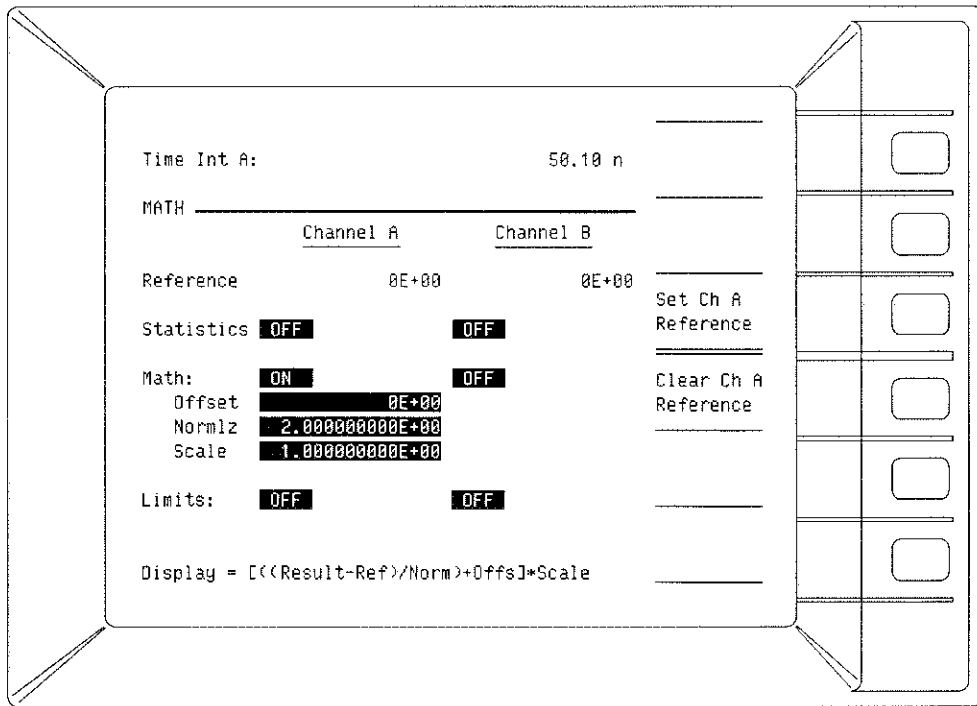 Time Int A: 50.10 n
MATH
Channel A Channel B
Reference 0E+00 0E+00
Set Ch A
Reference
Statistics OFF OFF
Math: ON OFF
Clear Ch A
Reference
Offset 0E+00
Normlz 2.000000000E+00
Scale 1.000000000E+00
Limits: OFF OFF
Display = [((Result-Ref)/Norm)+Offs]*Scale